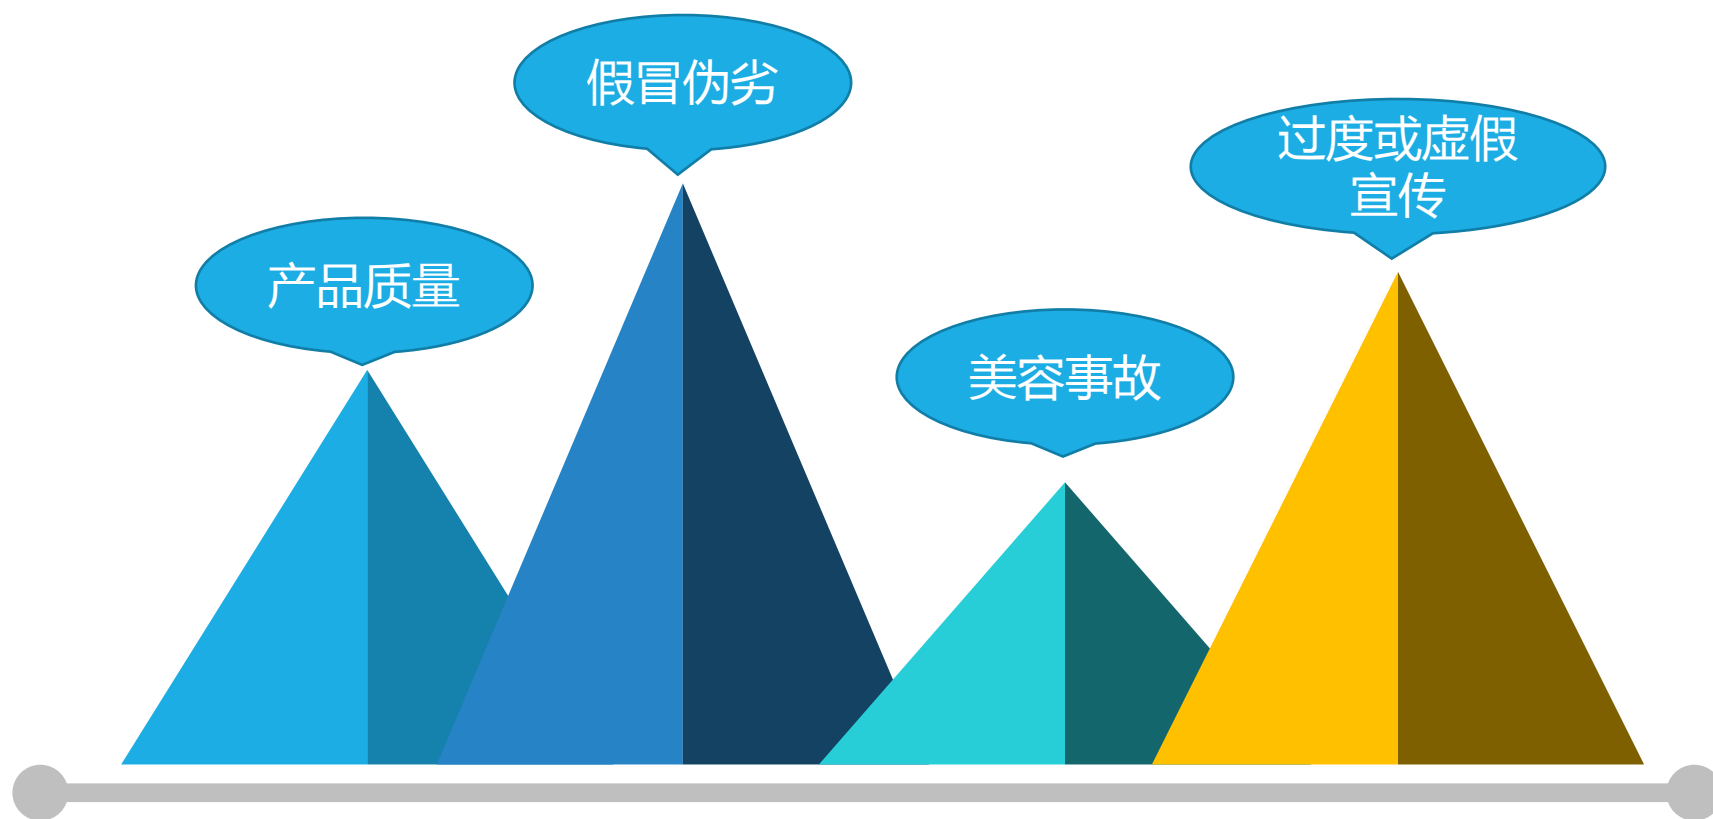 假冒伪劣
过度或虚假
宣传
产品质量
美容事故